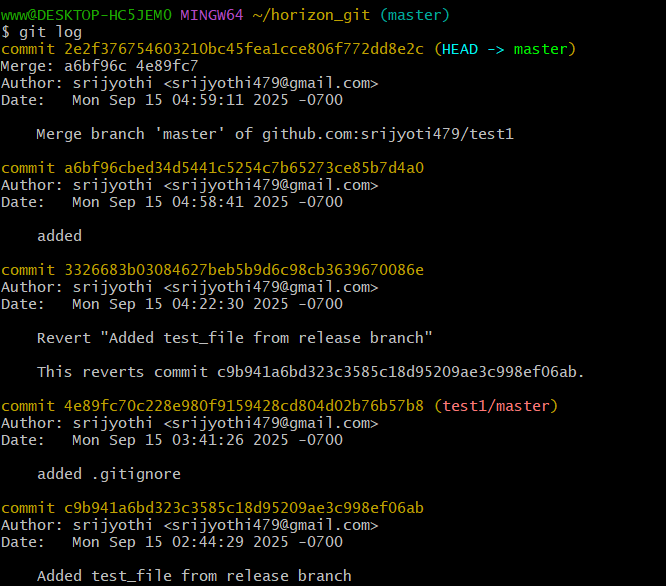 www@DESKTOP-HC5JEM0 MINGW64 ~/horizon_git (master)
$ git log
commit 2e2f376754603210bc45fea1cce806f772dd8e2c (HEAD -> master)
Merge: a6bf96c 4e89fc7
Author: srijyothi <srijyothi479@gmail.com>
Date:   Mon Sep 15 04:59:11 2025 -0700
Merge branch 'master' of github.com:srijyoti479/test1
commit a6bf96cbed34d5441c5254c7b65273ce85b7d4a0
Author: srijyothi <srijyothi479@gmail.com>
Date:   Mon Sep 15 04:58:41 2025 -0700
added
commit 3326683b03084627beb5b9d6c98cb3639670086e
Author: srijyothi <srijyothi479@gmail.com>
Date:   Mon Sep 15 04:22:30 2025 -0700
Revert "Added test_file from release branch"
This reverts commit c9b941a6bd323c3585c18d95209ae3c998ef06ab.
commit 4e89fc70c228e980f9159428cd804d02b76b57b8 (test1/master)
Author: srijyothi <srijyothi479@gmail.com>
Date:   Mon Sep 15 03:41:26 2025 -0700
added .gitignore
commit c9b941a6bd323c3585c18d95209ae3c998ef06ab
Author: srijyothi <srijyothi479@gmail.com>
Date:   Mon Sep 15 02:44:29 2025 -0700
Added test_file from release branch